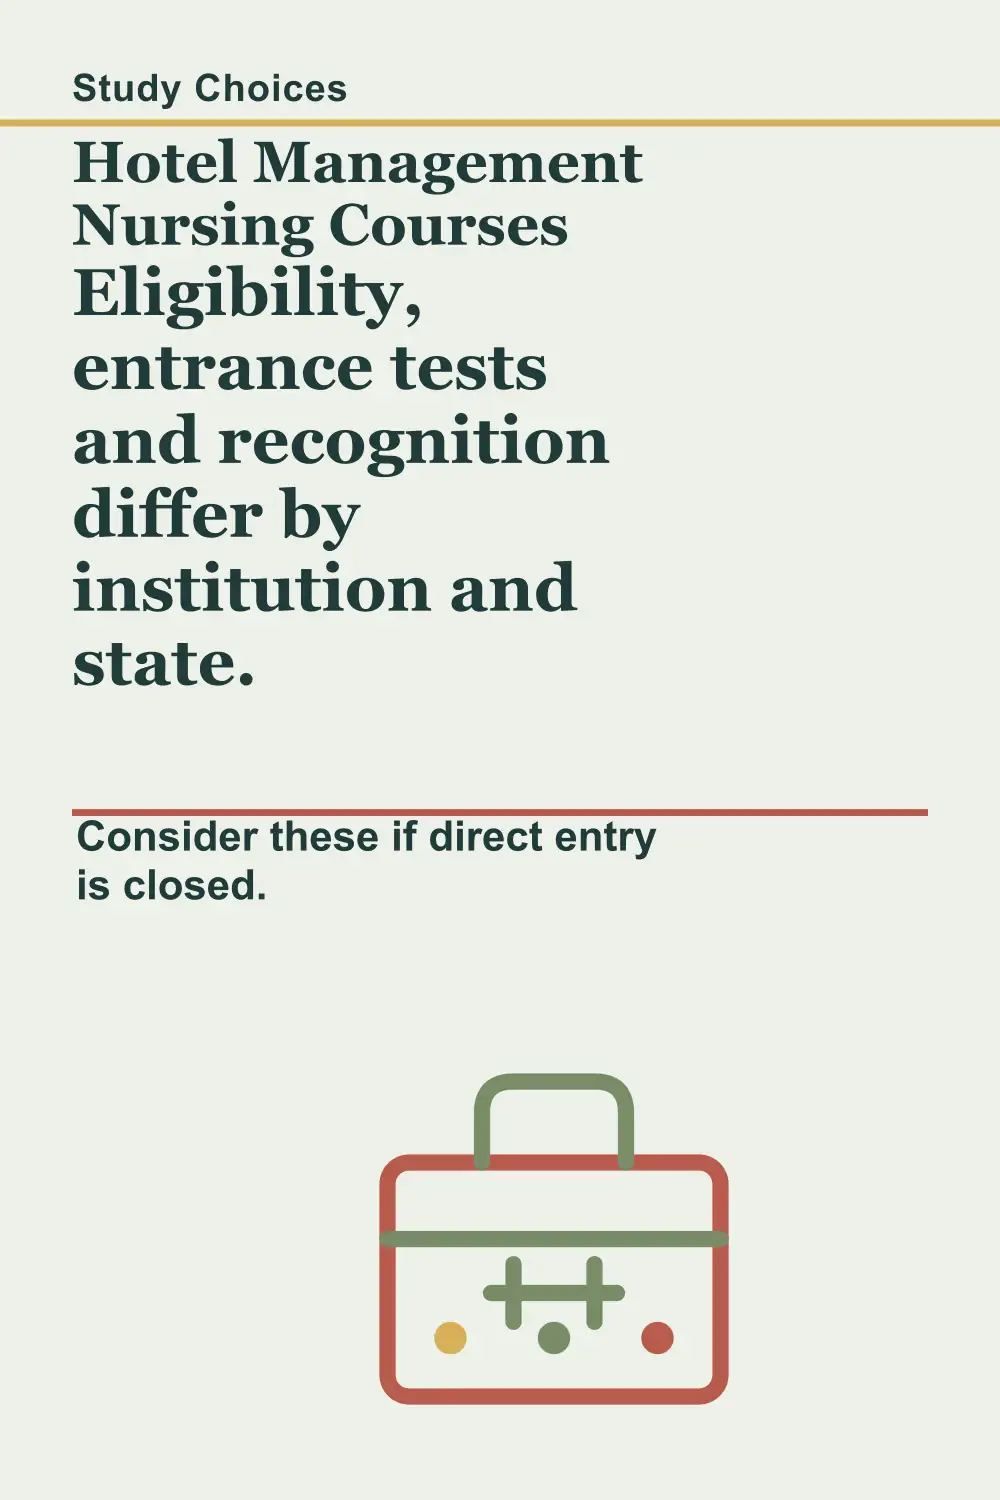 Study Choices
Hotel Management
Nursing Courses
Eligibility,
entrance tests
and recognition
differ by
institution and
state.
Consider these if direct entry
is closed.